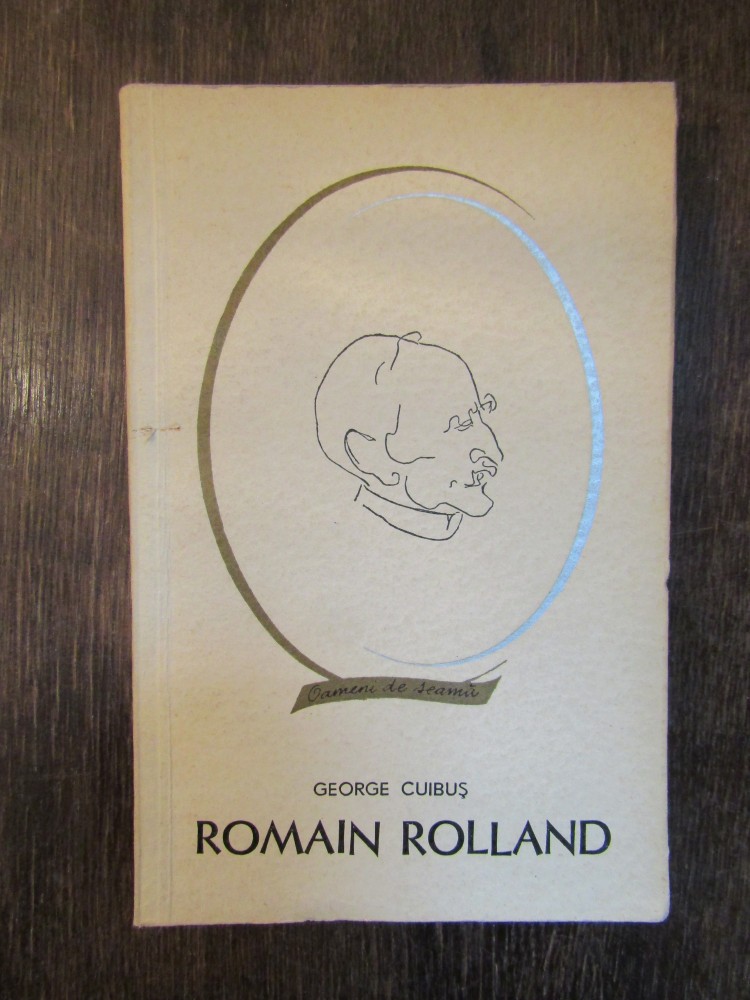 Oameni de seamă
GEORGE CUIBUŞ
ROMAIN ROLLAND